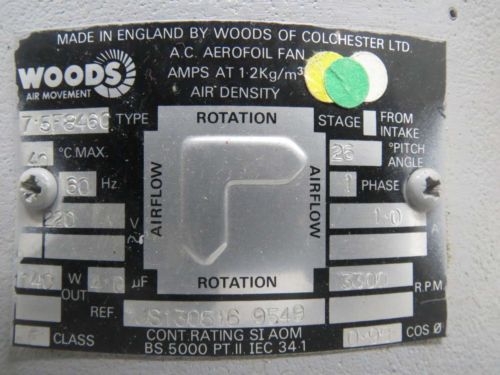 MADE IN ENGLAND BY WOODS OF COLCHESTER LTD.
A.C. AEROFOIL FAN
WOODS
AIR MOVEMENT
AMPS AT 1·2Kg/m³
AIR DENSITY
TYPE
ROTATION
STAGE
FROM INTAKE
40 °C.MAX.
26 °PITCH ANGLE
60 Hz
AIRFLOW
AIRFLOW
1 PHASE
220 V
1·0 A
W OUT
4·0 µF
ROTATION
3300 R.P.M.
REF.
CLASS
CONT. RATING SI AOM
COS Ø
BS.5000 PT.II. IEC 34·1